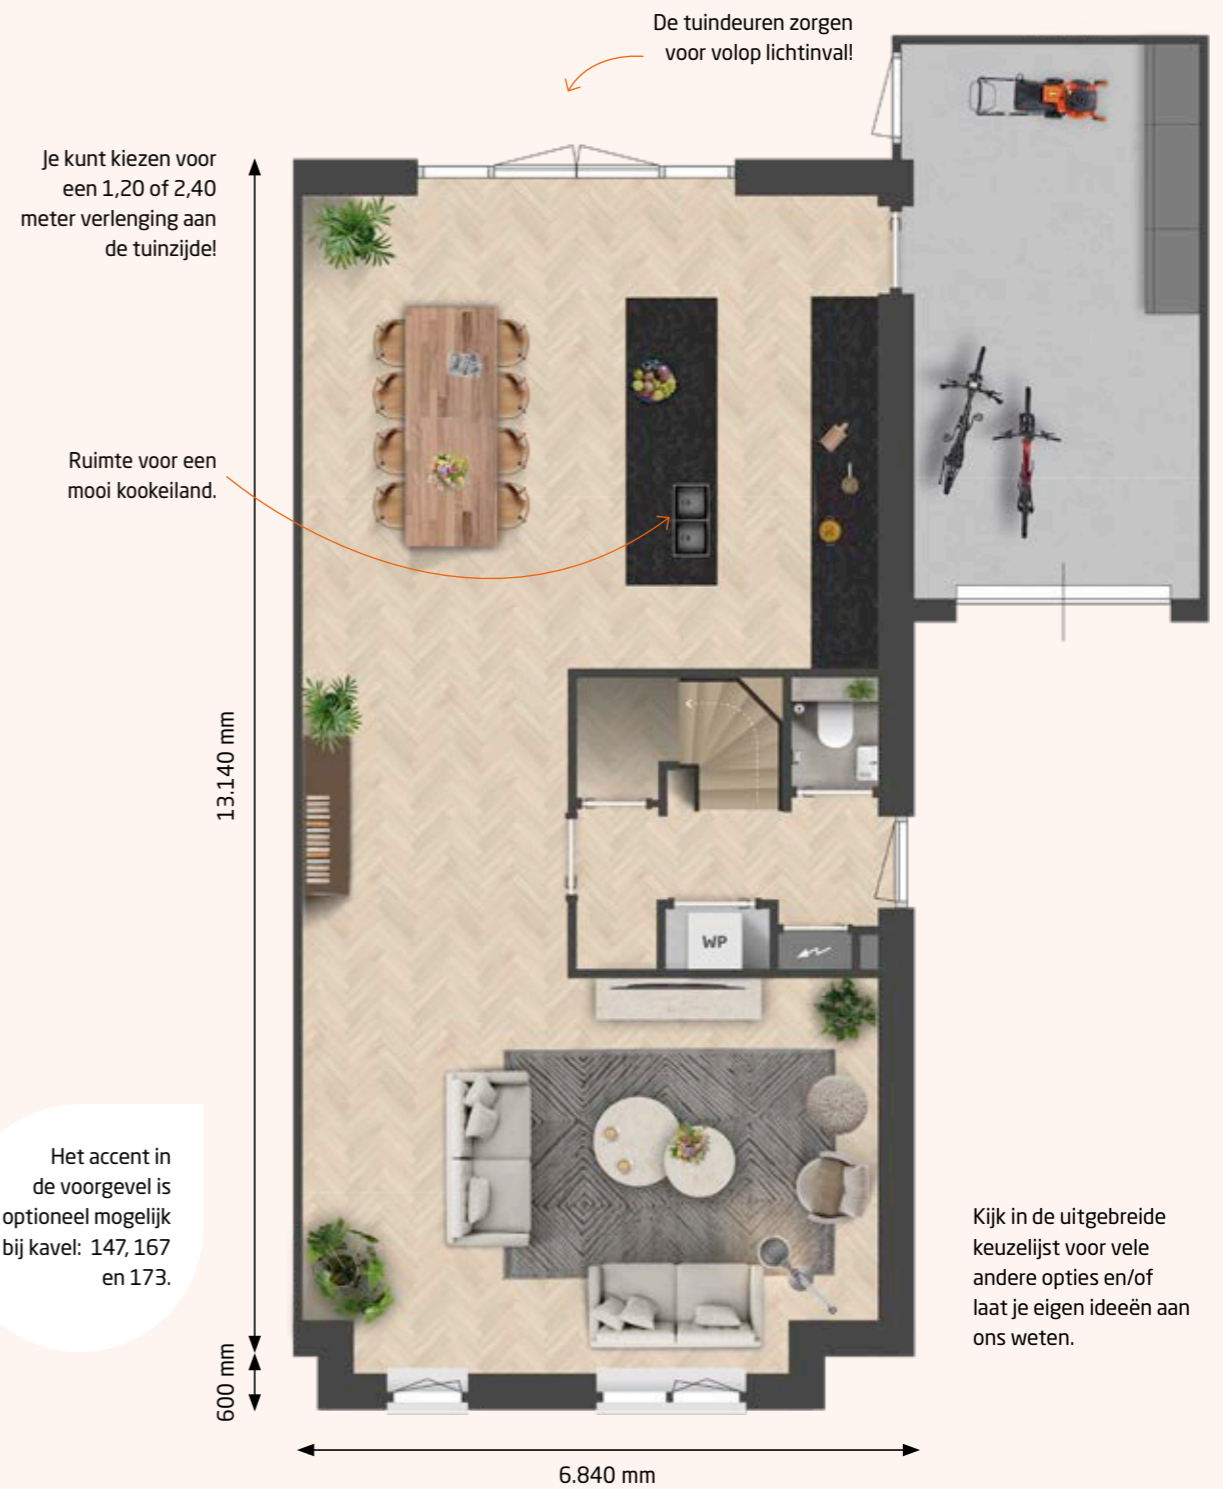 De tuindeuren zorgen
voor volop lichtinval!
Je kunt kiezen voor
een 1,20 of 2,40
meter verlenging aan
de tuinzijde!
Ruimte voor een
mooi kookeiland.
13.140 mm
WP
Het accent in
de voorgevel is
optioneel mogelijk
bij kavel: 147, 167
en 173.
Kijk in de uitgebreide
keuzelijst voor vele
andere opties en/of
laat je eigen ideeën aan
ons weten.
600 mm
6.840 mm